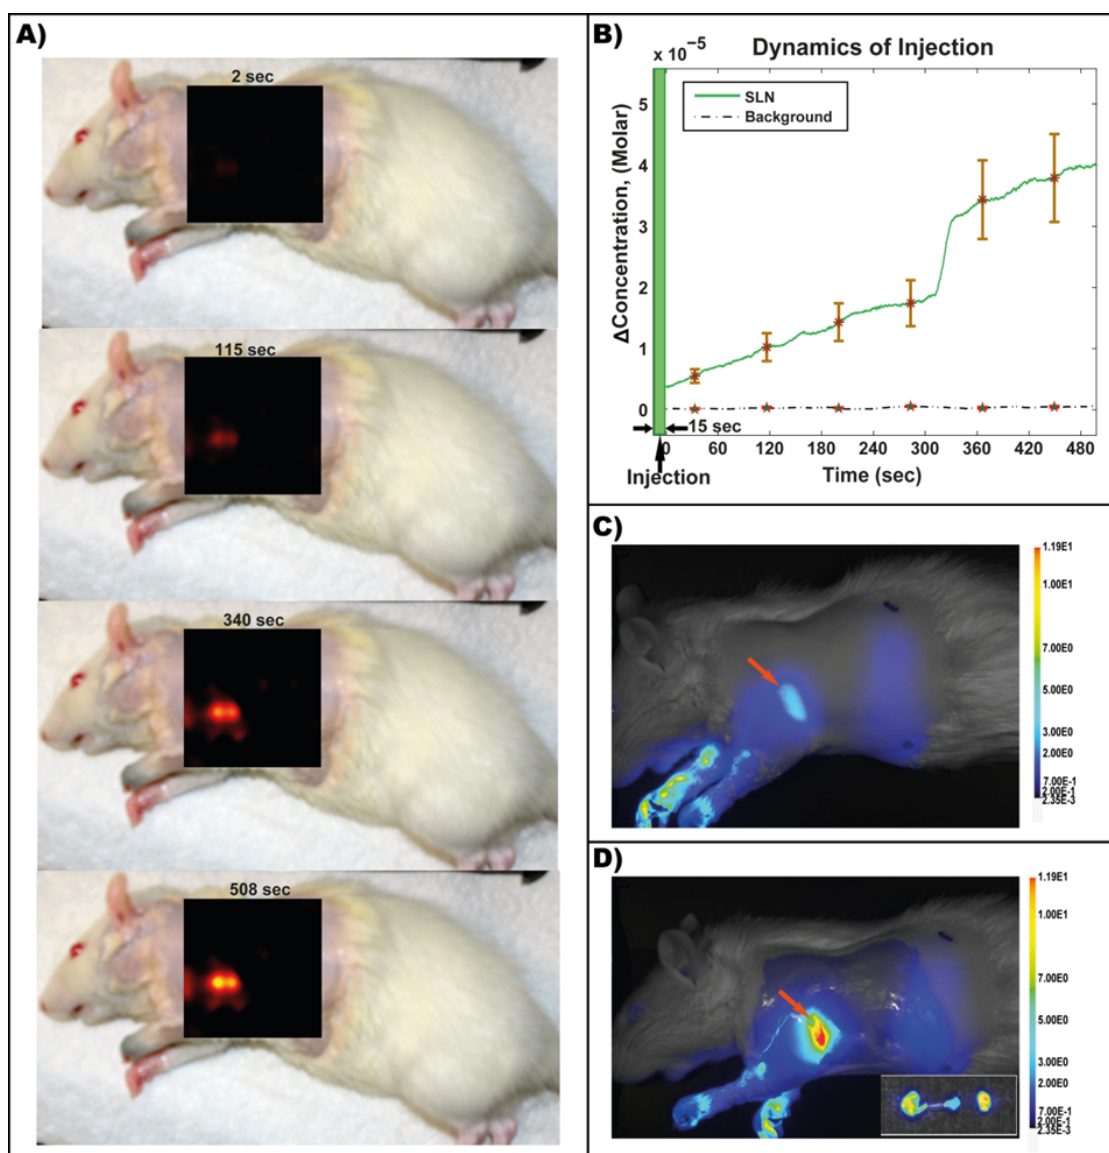 A)
2 sec
115 sec
340 sec
508 sec
B)
x 10⁻⁵
Dynamics of Injection
SLN
Background
ΔConcentration, (Molar)
5
4
3
2
1
0
15 sec
0 60 120 180 240 300 360 420 480
Injection
Time (sec)
C)
1.19E1
1.00E1
7.00E0
5.00E0
3.00E0
2.00E0
7.00E-1
2.00E-1
2.35E-3
D)
1.19E1
1.00E1
7.00E0
5.00E0
3.00E0
2.00E0
7.00E-1
2.00E-1
2.35E-3